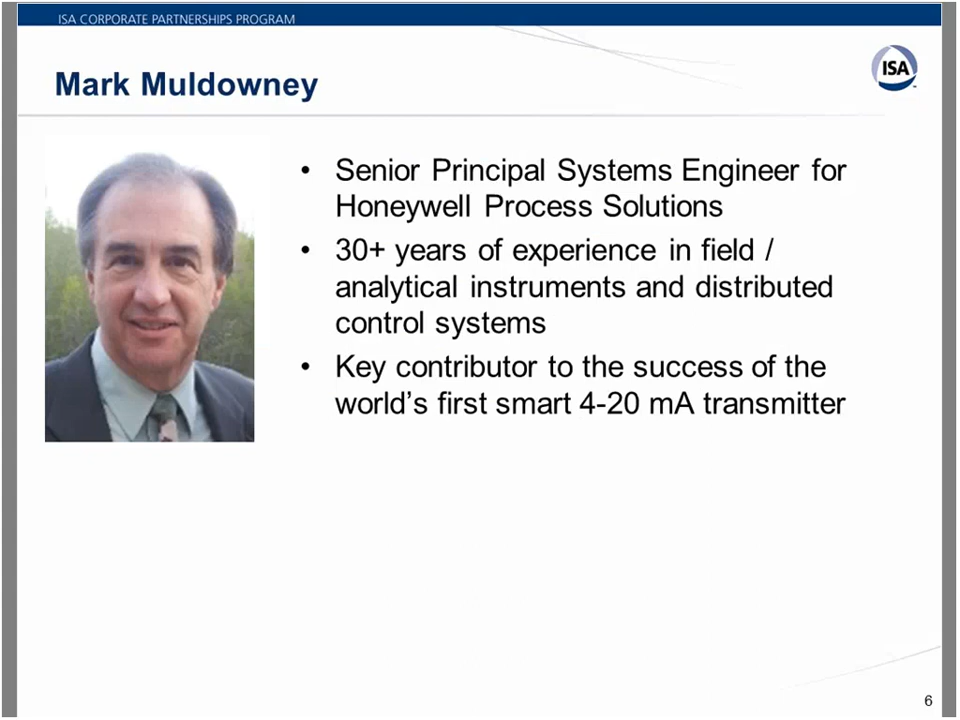 ISA CORPORATE PARTNERSHIPS PROGRAM
Mark Muldowney
ISA
• Senior Principal Systems Engineer for
Honeywell Process Solutions
• 30+ years of experience in field /
analytical instruments and distributed
control systems
• Key contributor to the success of the
world’s first smart 4-20 mA transmitter
6